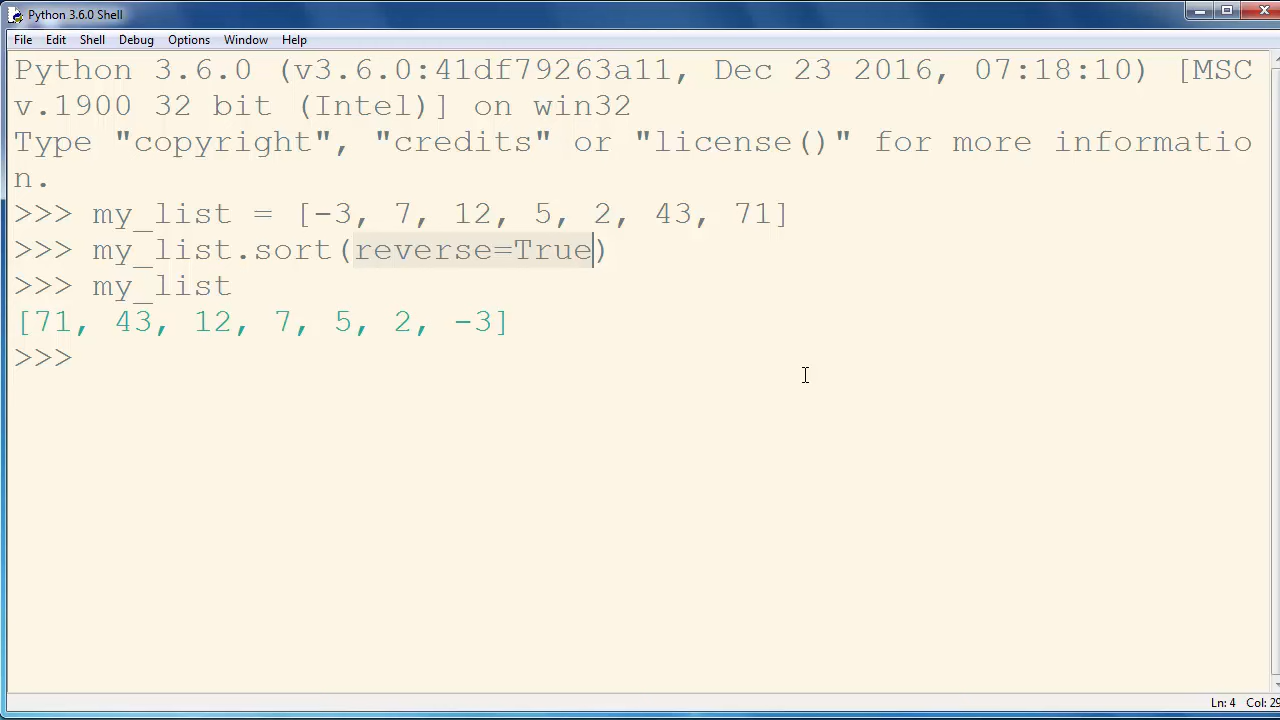 Python 3.6.0 Shell
File Edit Shell Debug Options Window Help
Python 3.6.0 (v3.6.0:41df79263a11, Dec 23 2016, 07:18:10) [MSC
v.1900 32 bit (Intel)] on win32
Type "copyright", "credits" or "license()" for more informatio
n.
>>> my_list = [-3, 7, 12, 5, 2, 43, 71]
>>> my_list.sort(reverse=True)
>>> my_list
[71, 43, 12, 7, 5, 2, -3]
>>>
Ln: 4 Col: 29